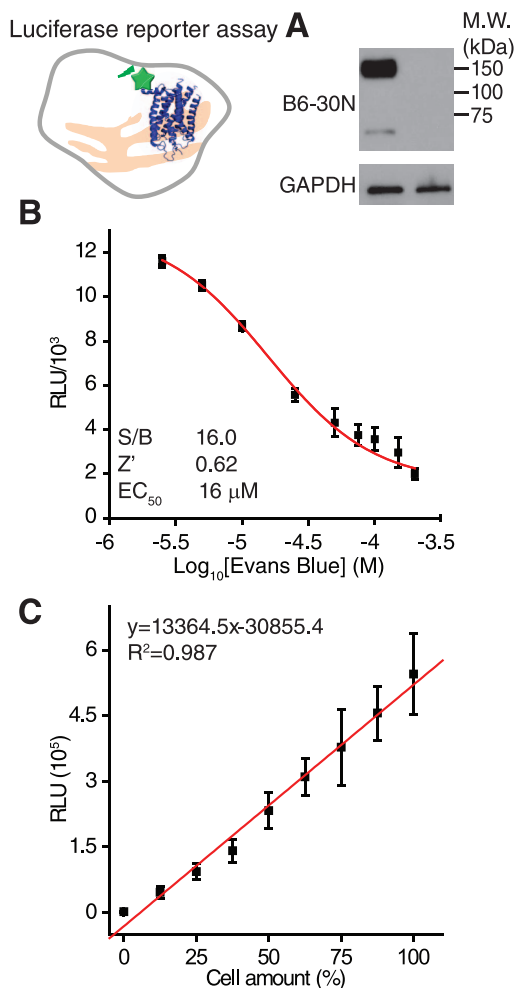 Luciferase reporter assay
A
M.W.
(kDa)
150
100
75
B6-30N
GAPDH
B
12
10
8
6
4
2
0
RLU/10³
S/B 16.0
Z' 0.62
EC₅₀ 16 μM
-6 -5.5 -5 -4.5 -4 -3.5
Log₁₀[Evans Blue] (M)
C
y=13364.5x-30855.4
R²=0.987
6
4.5
3
1.5
0
RLU (10⁵)
0 25 50 75 100
Cell amount (%)